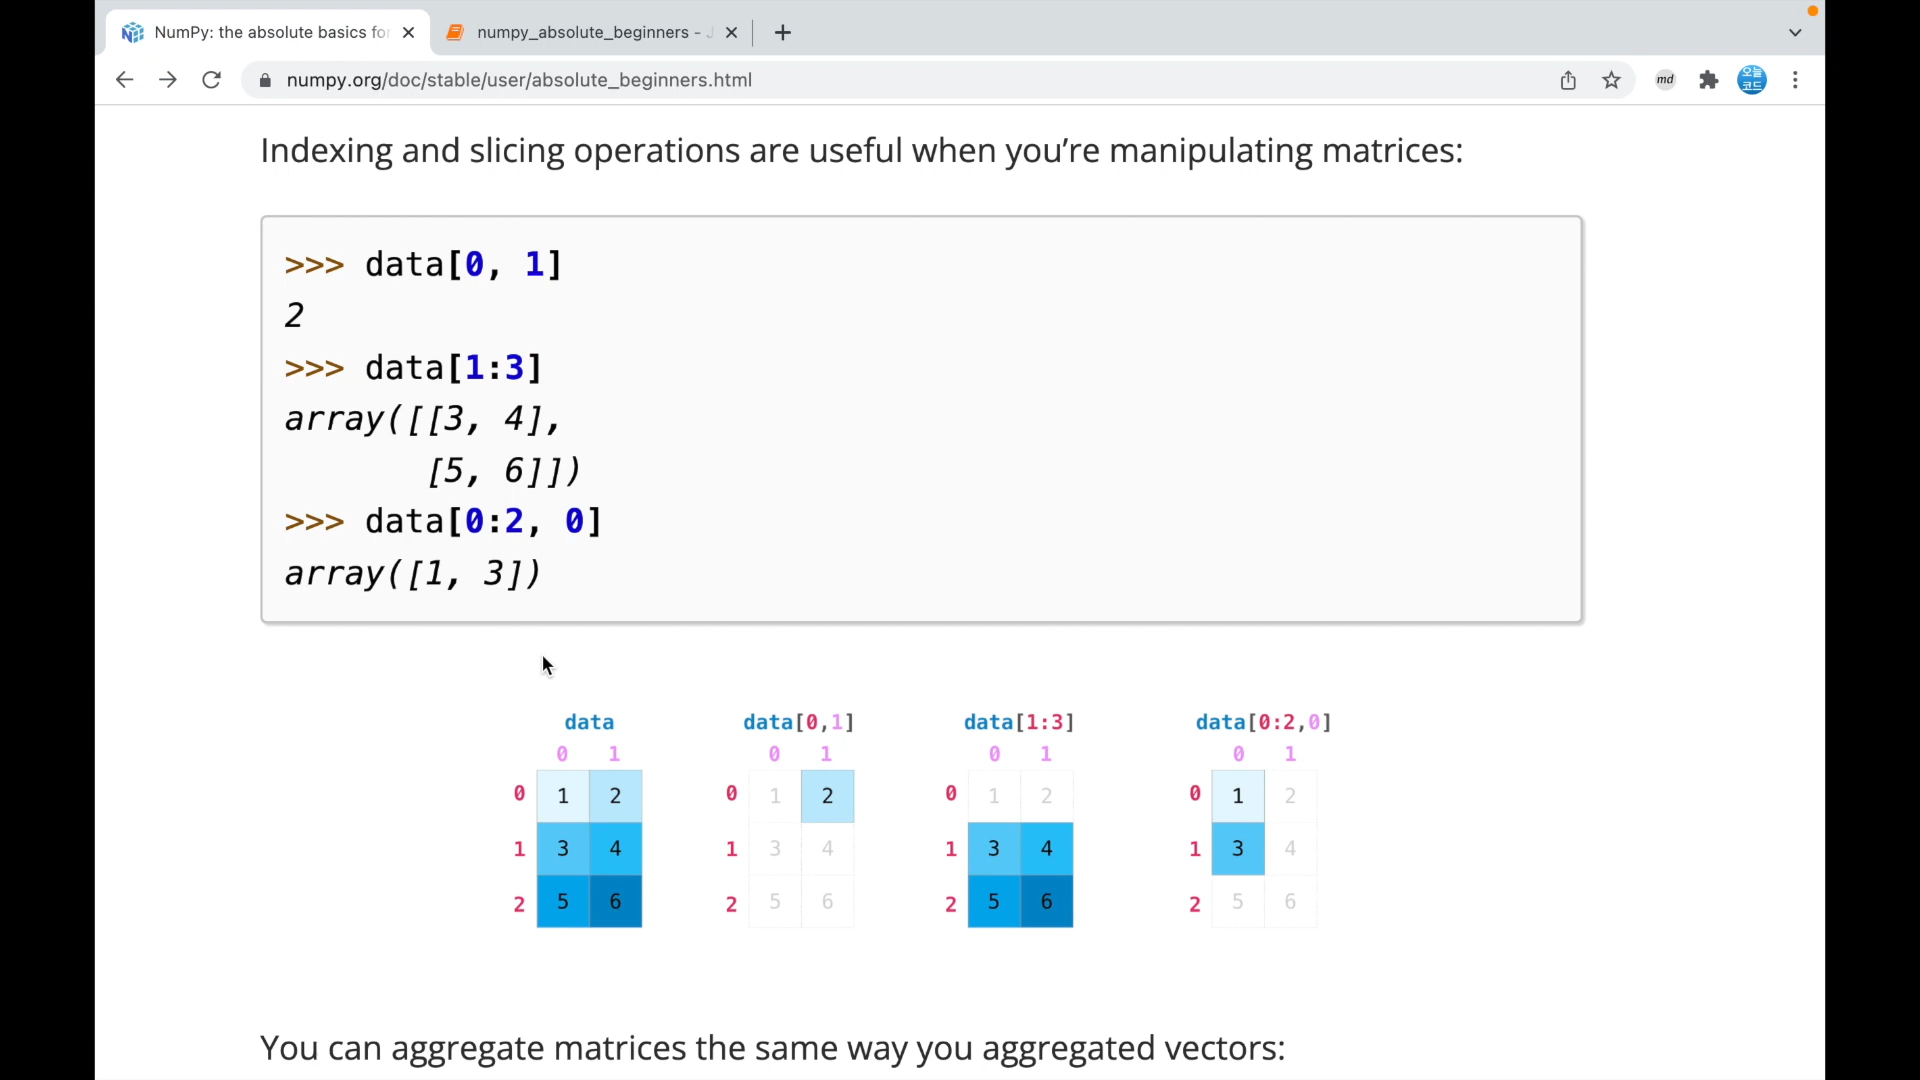 NumPy: the absolute basics for
numpy_absolute_beginners - J
numpy.org/doc/stable/user/absolute_beginners.html
md
오늘
코드
Indexing and slicing operations are useful when you’re manipulating matrices:
>>> data[0, 1]
2
>>> data[1:3]
array([[3, 4],
[5, 6]])
>>> data[0:2, 0]
array([1, 3])
data data[0,1] data[1:3] data[0:2,0]
0 1 0 1 0 1 0 1
0 1 2 0 1 2 0 1 2 0 1 2
1 3 4 1 3 4 1 3 4 1 3 4
2 5 6 2 5 6 2 5 6 2 5 6
You can aggregate matrices the same way you aggregated vectors: